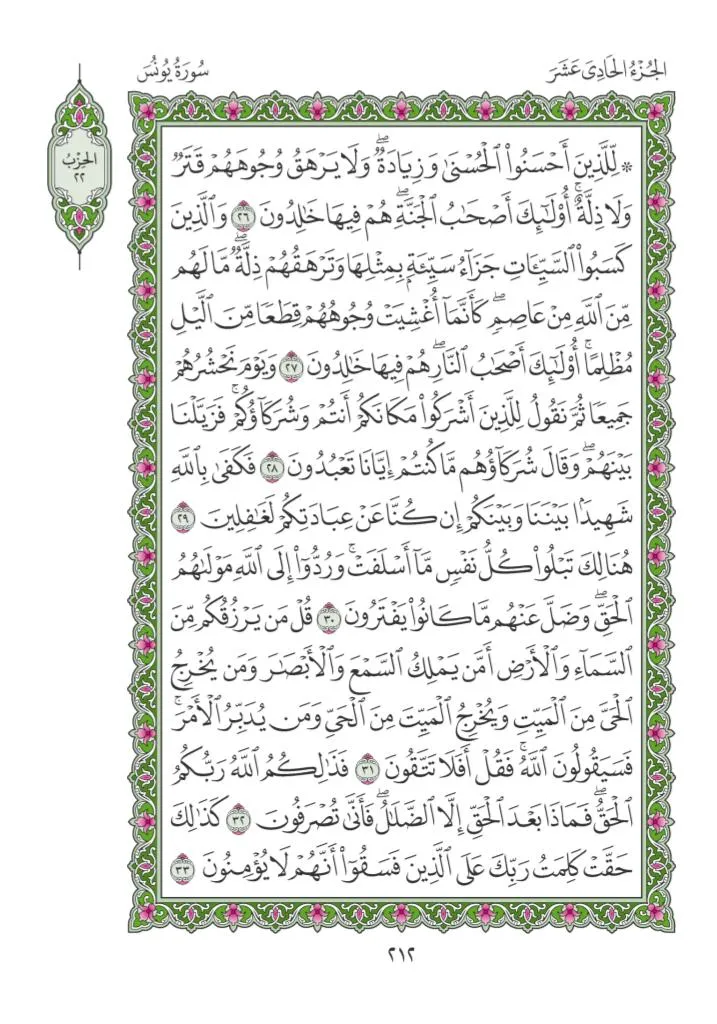 الجُزْءُ الحَادِىَ عَشَرَ
سُورَةُ يُونُسَ
الحِزْبُ
٢٢
۞ لِّلَّذِينَ أَحْسَنُوا۟ ٱلْحُسْنَىٰ وَزِيَادَةٌۖ وَلَا يَرْهَقُ وُجُوهَهُمْ قَتَرٌ
وَلَا ذِلَّةٌۚ أُو۟لَـٰٓئِكَ أَصْحَـٰبُ ٱلْجَنَّةِۖ هُمْ فِيهَا خَـٰلِدُونَ ٢٦ وَٱلَّذِينَ
كَسَبُوا۟ ٱلسَّيِّـَٔاتِ جَزَآءُ سَيِّئَةٍۭ بِمِثْلِهَا وَتَرْهَقُهُمْ ذِلَّةٌۖ مَّا لَهُم
مِّنَ ٱللَّهِ مِنْ عَاصِمٍۖ كَأَنَّمَآ أُغْشِيَتْ وُجُوهُهُمْ قِطَعًا مِّنَ ٱلَّيْلِ
مُظْلِمًاۚ أُو۟لَـٰٓئِكَ أَصْحَـٰبُ ٱلنَّارِۖ هُمْ فِيهَا خَـٰلِدُونَ ٢٧ وَيَوْمَ نَحْشُرُهُمْ
جَمِيعًا ثُمَّ نَقُولُ لِلَّذِينَ أَشْرَكُوا۟ مَكَانَكُمْ أَنتُمْ وَشُرَكَآؤُكُمْۚ فَزَيَّلْنَا
بَيْنَهُمْۖ وَقَالَ شُرَكَآؤُهُم مَّا كُنتُمْ إِيَّانَا تَعْبُدُونَ ٢٨ فَكَفَىٰ بِٱللَّهِ
شَهِيدًۢا بَيْنَنَا وَبَيْنَكُمْ إِن كُنَّا عَنْ عِبَادَتِكُمْ لَغَـٰفِلِينَ ٢٩
هُنَالِكَ تَبْلُوا۟ كُلُّ نَفْسٍ مَّآ أَسْلَفَتْۚ وَرُدُّوٓا۟ إِلَى ٱللَّهِ مَوْلَىٰهُمُ
ٱلْحَقِّۖ وَضَلَّ عَنْهُم مَّا كَانُوا۟ يَفْتَرُونَ ٣٠ قُلْ مَن يَرْزُقُكُم مِّنَ
ٱلسَّمَآءِ وَٱلْأَرْضِ أَمَّن يَمْلِكُ ٱلسَّمْعَ وَٱلْأَبْصَـٰرَ وَمَن يُخْرِجُ
ٱلْحَىَّ مِنَ ٱلْمَيِّتِ وَيُخْرِجُ ٱلْمَيِّتَ مِنَ ٱلْحَىِّ وَمَن يُدَبِّرُ ٱلْأَمْرَۚ
فَسَيَقُولُونَ ٱللَّهُۚ فَقُلْ أَفَلَا تَتَّقُونَ ٣١ فَذَٰلِكُمُ ٱللَّهُ رَبُّكُمُ
ٱلْحَقُّۖ فَمَاذَا بَعْدَ ٱلْحَقِّ إِلَّا ٱلضَّلَـٰلُۖ فَأَنَّىٰ تُصْرَفُونَ ٣٢ كَذَٰلِكَ
حَقَّتْ كَلِمَتُ رَبِّكَ عَلَى ٱلَّذِينَ فَسَقُوٓا۟ أَنَّهُمْ لَا يُؤْمِنُونَ ٣٣
٢١٢